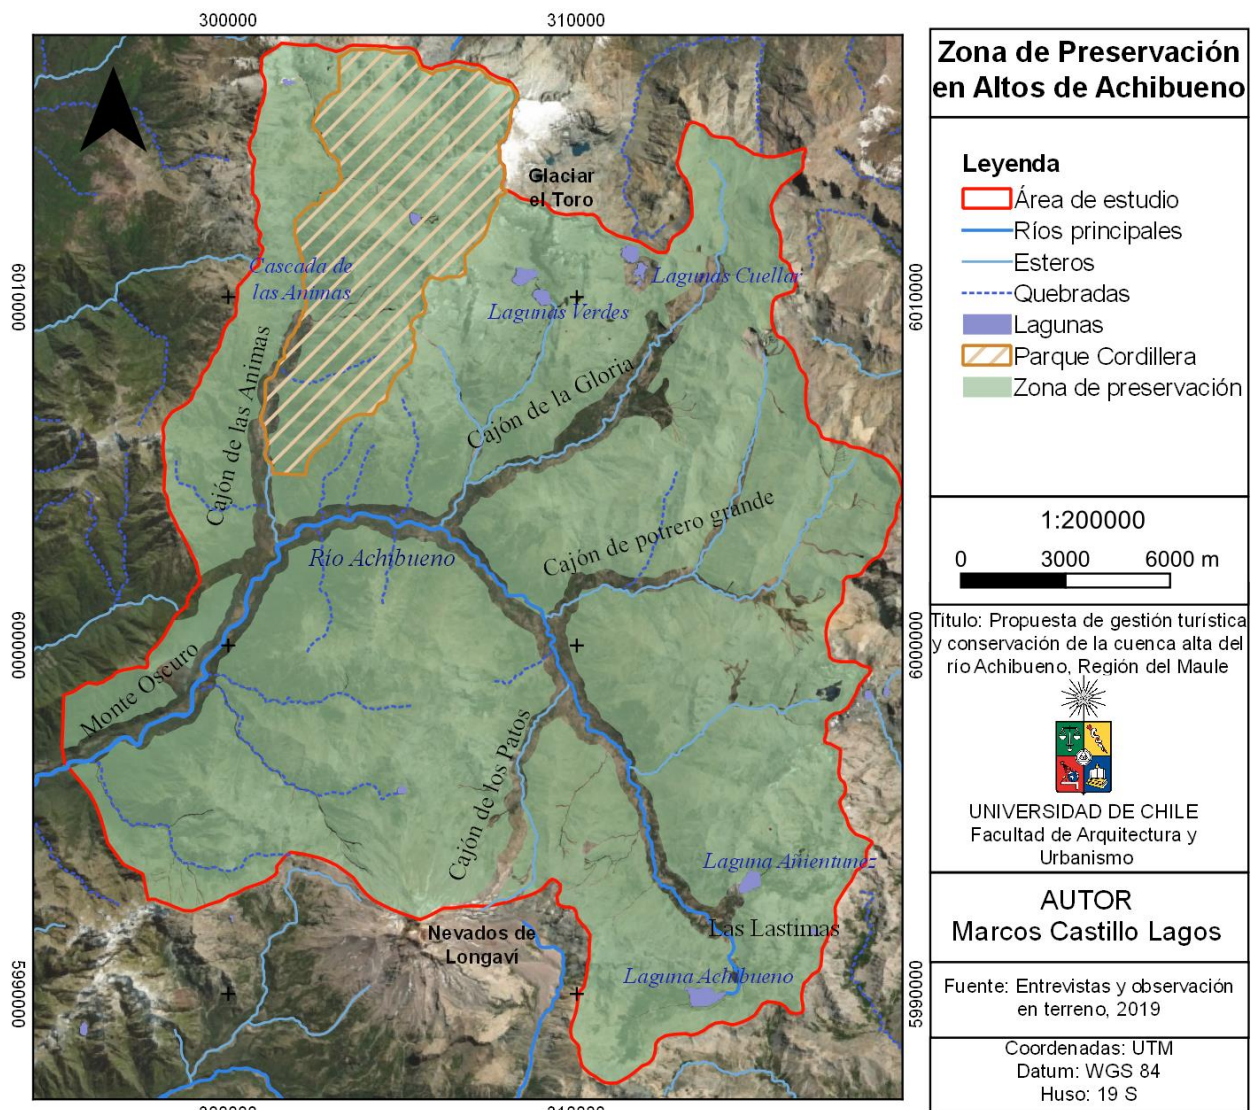 300000
310000
6010000
6010000
6000000
6000000
5990000
5990000
Glaciar
el Toro
Cascada de
las Animas
Lagunas Cuellar
Lagunas Verdes
Cajón de las Animas
Cajón de la Gloria
Cajón de potrero grande
Río Achibueno
Monte Oscuro
Cajón de los Patos
Laguna Amentunez
Las Lastimas
Nevados de
Longaví
Laguna Achibueno
300000
310000
Zona de Preservación
en Altos de Achibueno
Leyenda
Área de estudio
Ríos principales
Esteros
Quebradas
Lagunas
Parque Cordillera
Zona de preservación
1:200000
0 3000 6000 m
Título: Propuesta de gestión turística
y conservación de la cuenca alta del
río Achibueno, Región del Maule
UNIVERSIDAD DE CHILE
Facultad de Arquitectura y
Urbanismo
AUTOR
Marcos Castillo Lagos
Fuente: Entrevistas y observación
en terreno, 2019
Coordenadas: UTM
Datum: WGS 84
Huso: 19 S